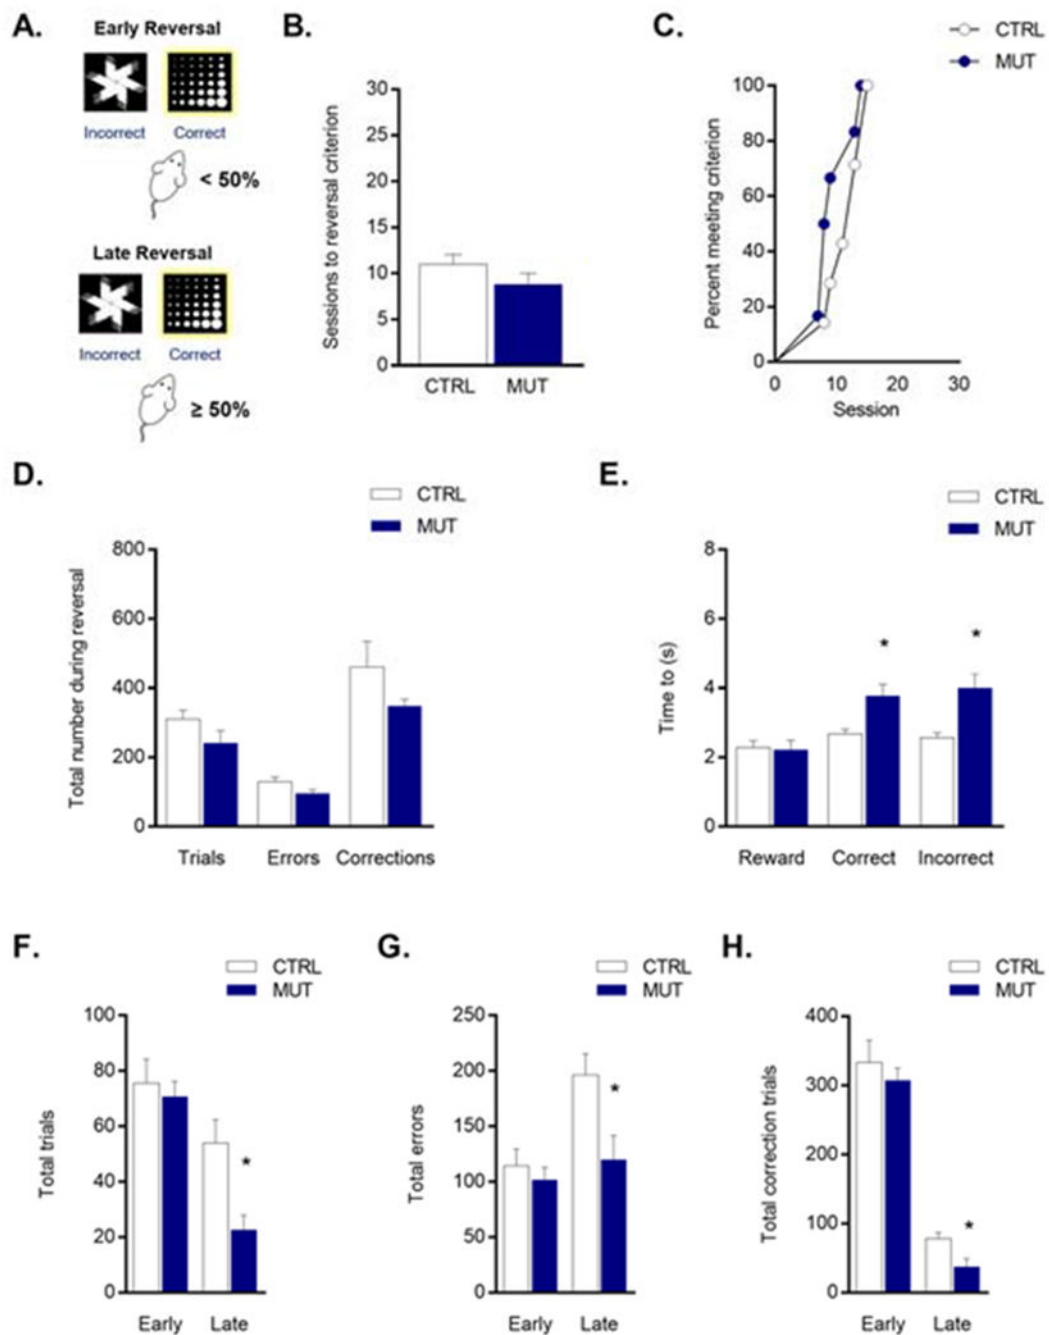 A.
Early Reversal
Incorrect Correct
< 50%
Late Reversal
Incorrect Correct
≥ 50%
B.
Sessions to reversal criterion
30
25
20
15
10
5
0
CTRL MUT
C.
CTRL
MUT
Percent meeting criterion
100
80
60
40
20
0
0 10 20 30
Session
D.
CTRL
MUT
Total number during reversal
800
600
400
200
0
Trials Errors Corrections
E.
CTRL
MUT
Time to (s)
8
6
4
2
0
* *
Reward Correct Incorrect
F.
CTRL
MUT
Total trials
100
80
60
40
20
0
*
Early Late
G.
CTRL
MUT
Total errors
250
200
150
100
50
0
*
Early Late
H.
CTRL
MUT
Total correction trials
400
300
200
100
0
*
Early Late